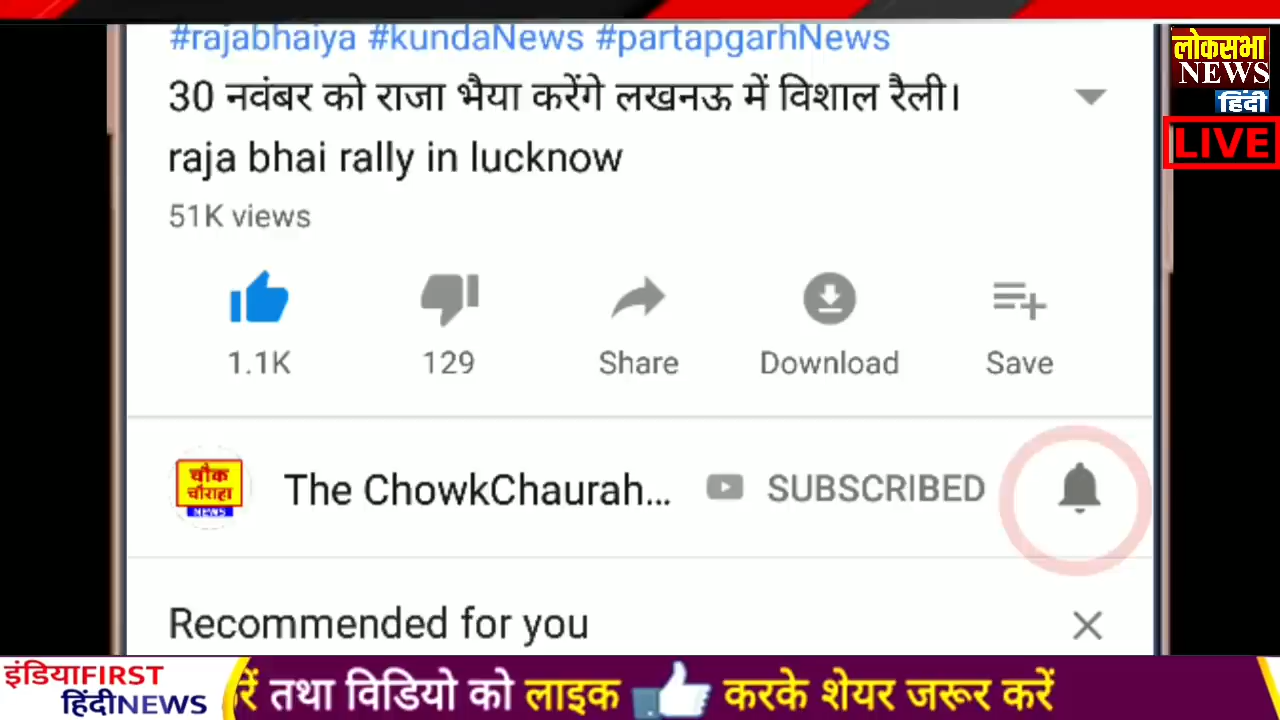 #rajabhaiya #kundaNews #partapgarhNews
30 नवंबर को राजा भैया करेंगे लखनऊ में विशाल रैली।
raja bhai rally in lucknow
51K views
1.1K
129
Share
Download
Save
चौक
चौराहा
NEWS
The ChowkChaurah...
SUBSCRIBED
Recommended for you
लोकसभा
NEWS
हिंदी
LIVE
इंडियाFIRST
हिंदीNEWS
रें तथा विडियो को लाइक करके शेयर जरूर करें